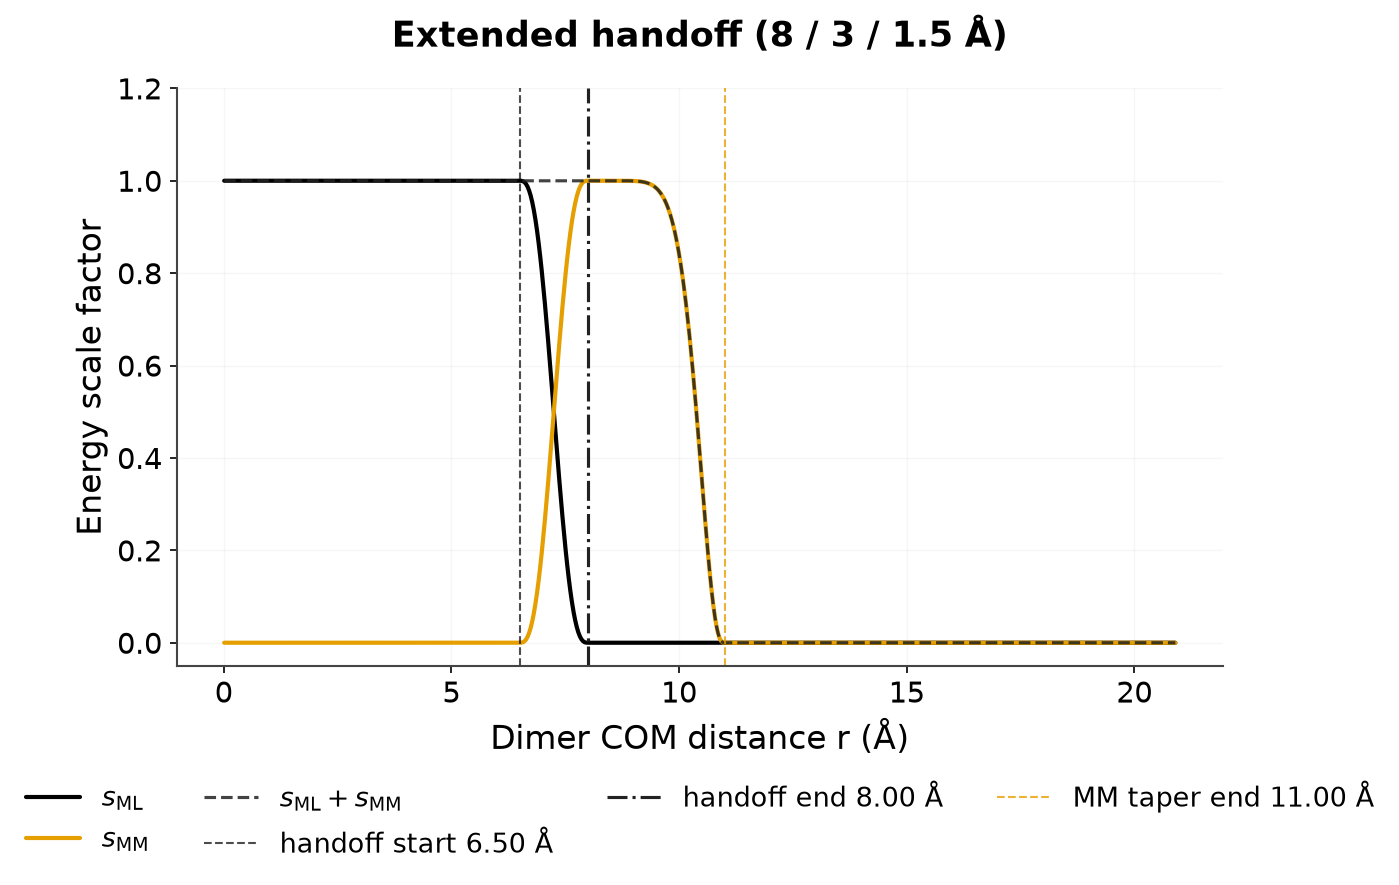 Extended handoff (8 / 3 / 1.5 Å)
Energy scale factor
1.2
1.0
0.8
0.6
0.4
0.2
0.0
0 5 10 15 20
Dimer COM distance r (Å)
s_ML
s_MM
s_ML + s_MM
handoff start 6.50 Å
handoff end 8.00 Å
MM taper end 11.00 Å